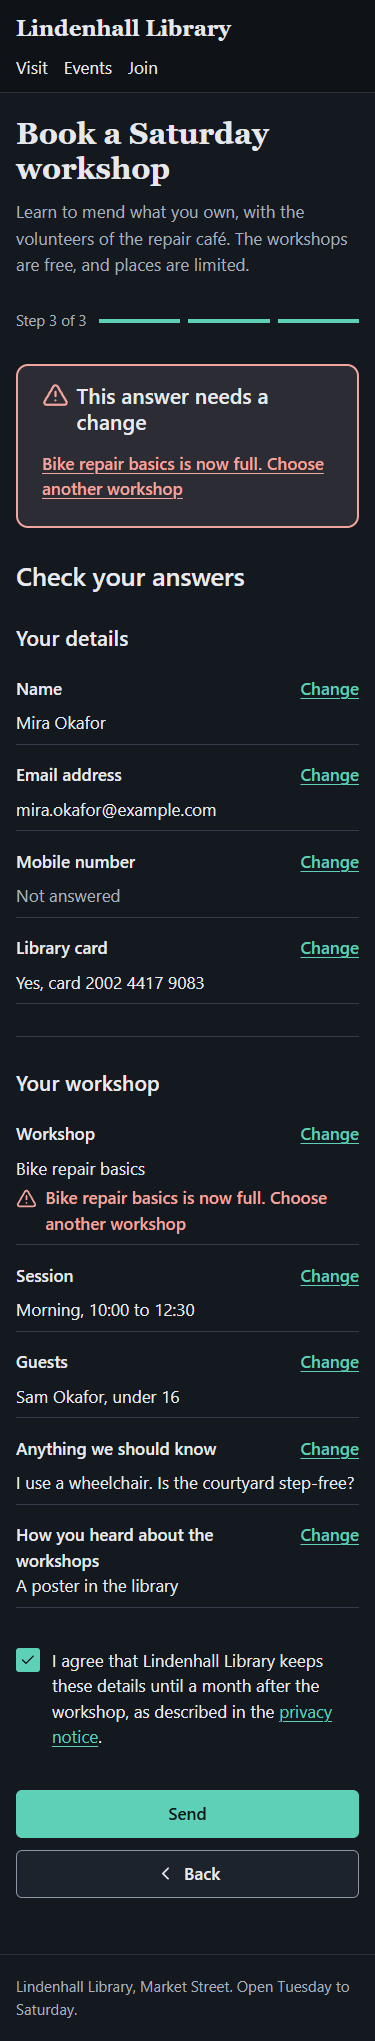 Lindenhall Library
Visit Events Join
Book a Saturday
workshop
Learn to mend what you own, with the
volunteers of the repair café. The workshops
are free, and places are limited.
Step 3 of 3
This answer needs a
change
Bike repair basics is now full. Choose
another workshop
Check your answers
Your details
Name Change
Mira Okafor
Email address Change
mira.okafor@example.com
Mobile number Change
Not answered
Library card Change
Yes, card 2002 4417 9083
Your workshop
Workshop Change
Bike repair basics
Bike repair basics is now full. Choose
another workshop
Session Change
Morning, 10:00 to 12:30
Guests Change
Sam Okafor, under 16
Anything we should know Change
I use a wheelchair. Is the courtyard step-free?
How you heard about the Change
workshops
A poster in the library
I agree that Lindenhall Library keeps
these details until a month after the
workshop, as described in the privacy
notice.
Send
Back
Lindenhall Library, Market Street. Open Tuesday to
Saturday.